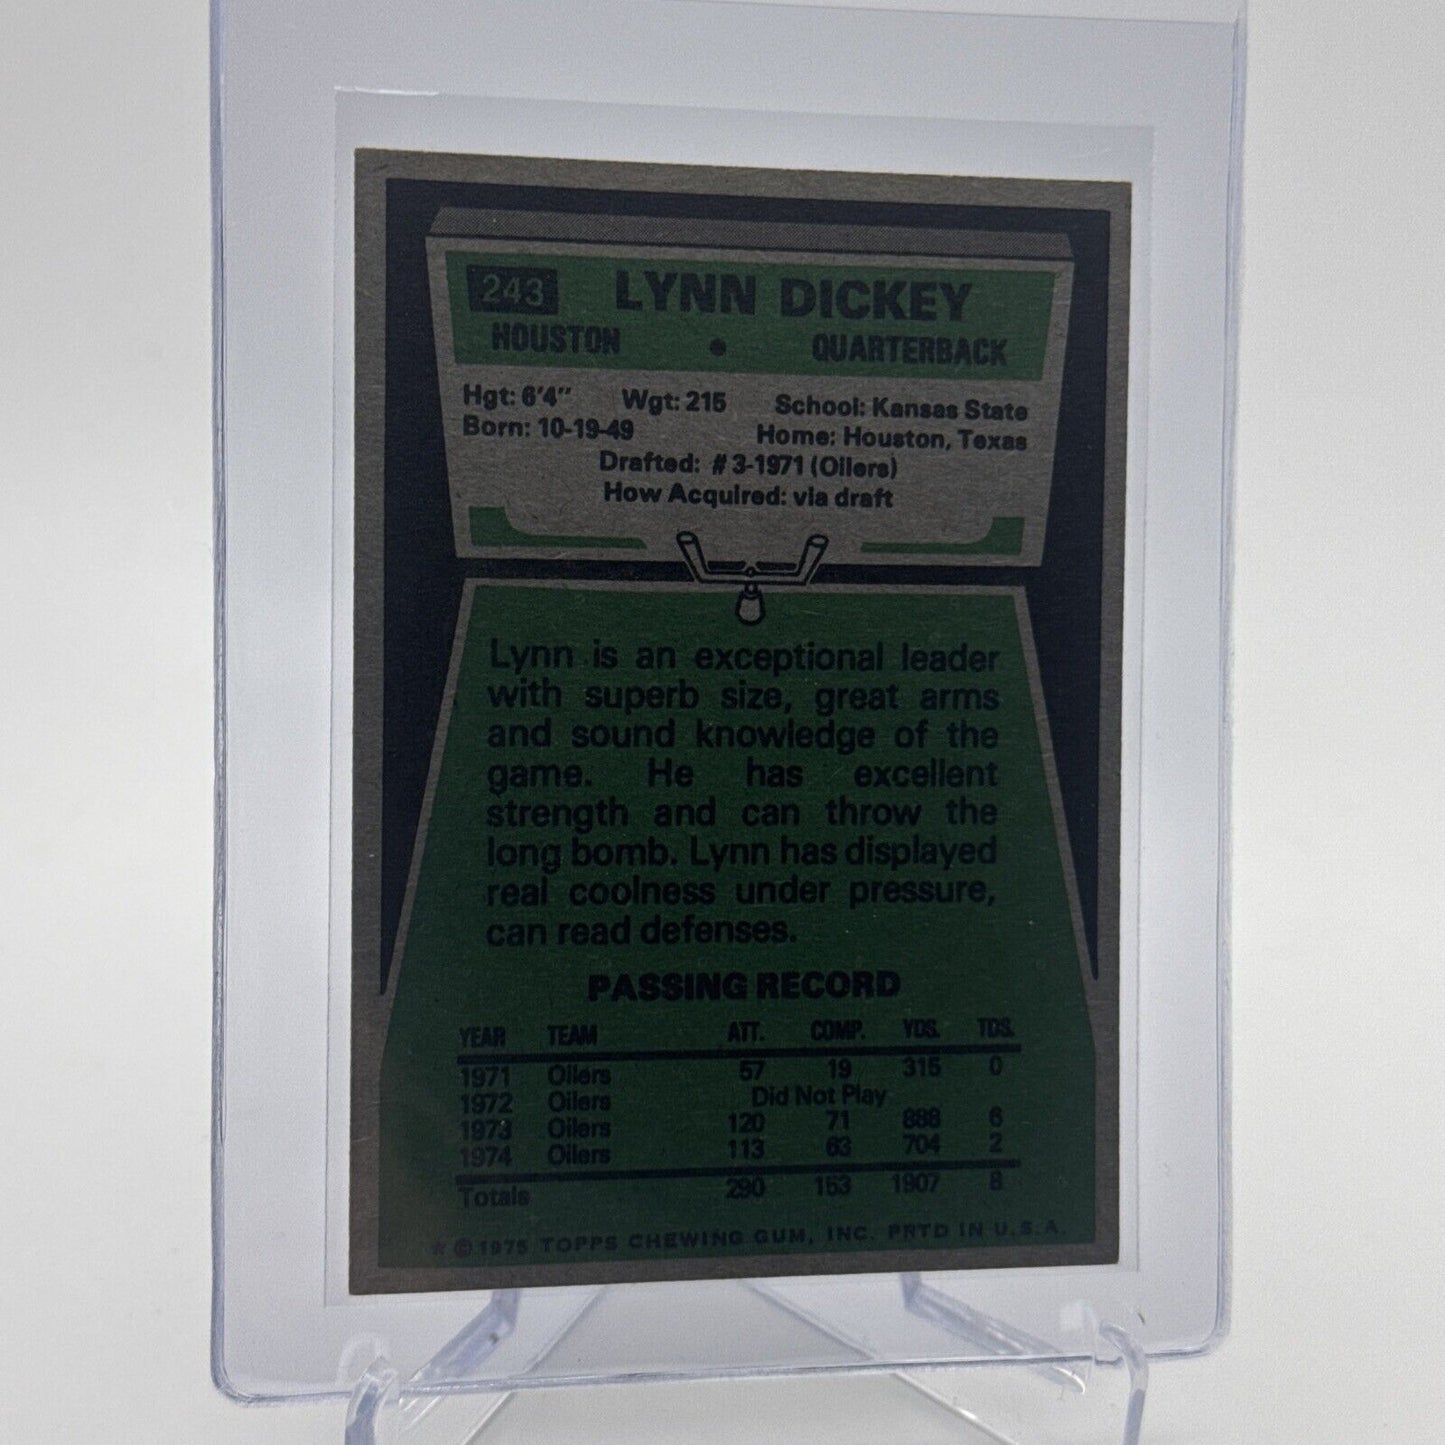 243 LYNN DICKEY
HOUSTON • QUARTERBACK
Hgt: 6'4" Wgt: 215 School: Kansas State
Born: 10-19-49 Home: Houston, Texas
Drafted: #3-1971 (Oilers)
How Acquired: via draft
Lynn is an exceptional leader
with superb size, great arms
and sound knowledge of the
game. He has excellent
strength and can throw the
long bomb. Lynn has displayed
real coolness under pressure,
can read defenses.
PASSING RECORD
YEAR TEAM ATT. COMP. YDS. TDS.
1971 Oilers 57 19 315 0
1972 Oilers Did Not Play
1973 Oilers 120 71 888 6
1974 Oilers 113 63 704 2
Totals 290 153 1907 8
* © 1975 TOPPS CHEWING GUM, INC. PRTD IN U.S.A.